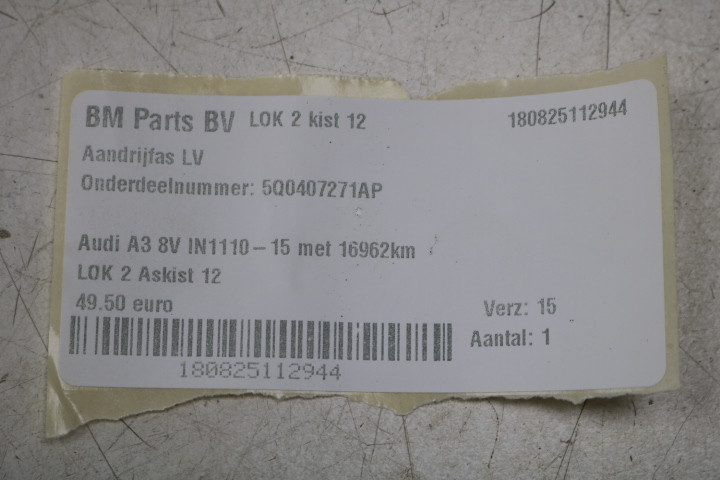 BM Parts BV LOK 2 kist 12 180825112944
Aandrijfas LV
Onderdeelnummer: 5Q0407271AP
Audi A3 8V IN1110-15 met 16962km
LOK 2 Askist 12
49.50 euro Verz: 15
Aantal: 1
180825112944